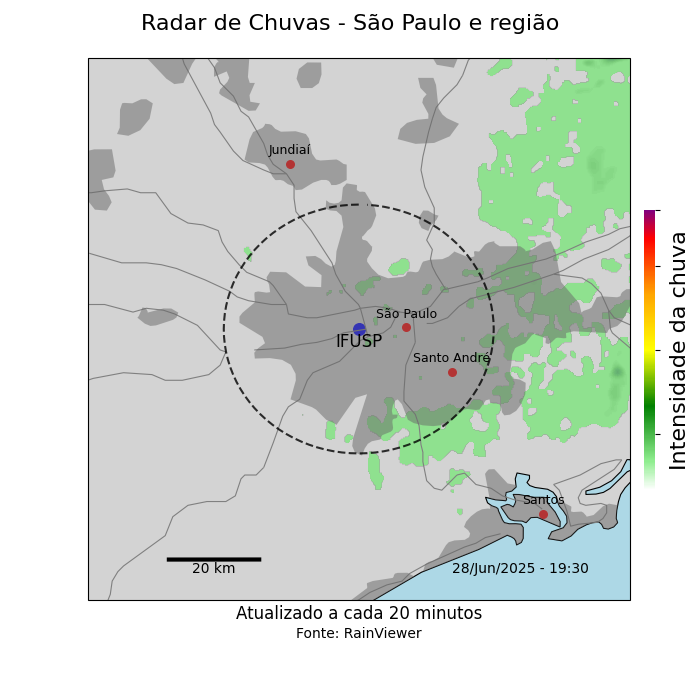 Radar de Chuvas - São Paulo e região
Jundiaí
São Paulo
IFUSP
Santo André
Santos
20 km
28/Jun/2025 - 19:30
Intensidade da chuva
Atualizado a cada 20 minutos
Fonte: RainViewer